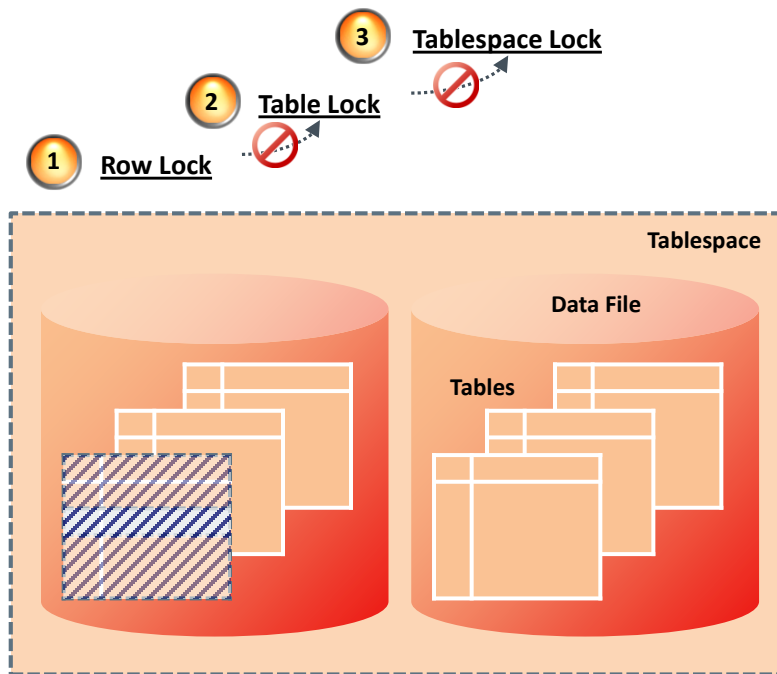 3 Tablespace Lock
2 Table Lock
1 Row Lock
Tablespace
Data File
Tables